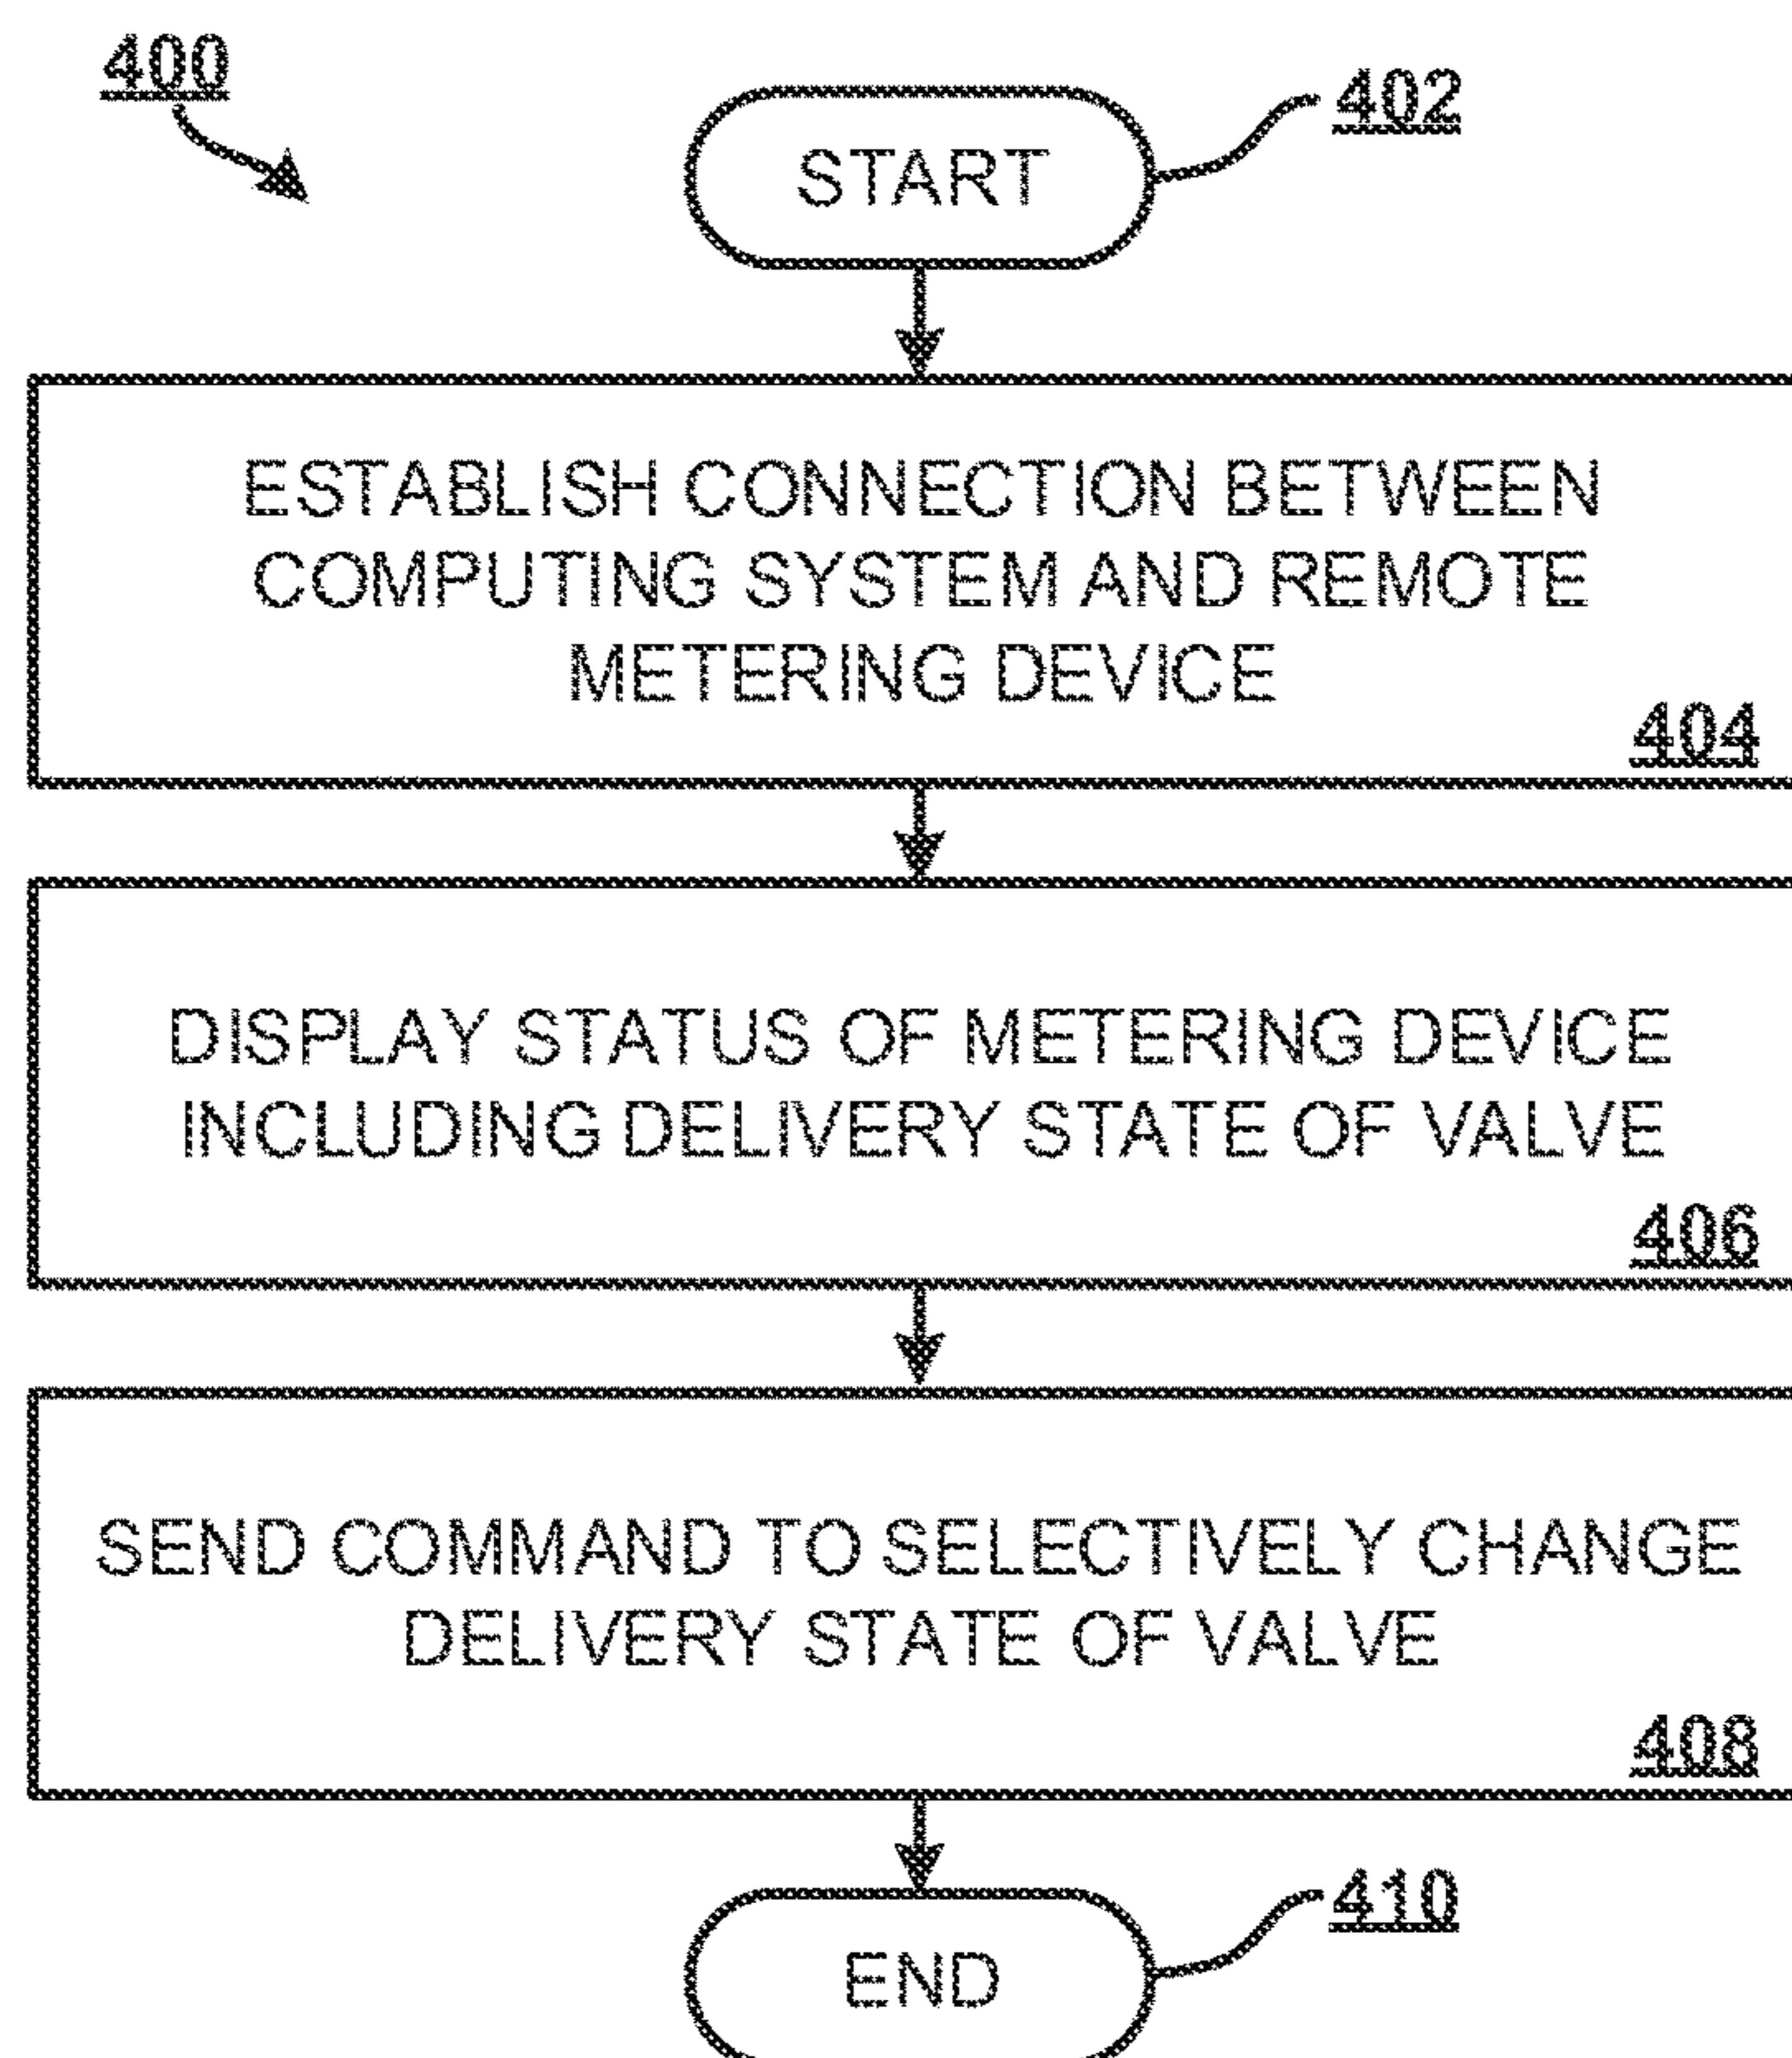 400
402
START
ESTABLISH CONNECTION BETWEEN
COMPUTING SYSTEM AND REMOTE
METERING DEVICE
404
DISPLAY STATUS OF METERING DEVICE
INCLUDING DELIVERY STATE OF VALVE
406
SEND COMMAND TO SELECTIVELY CHANGE
DELIVERY STATE OF VALVE
408
410
END